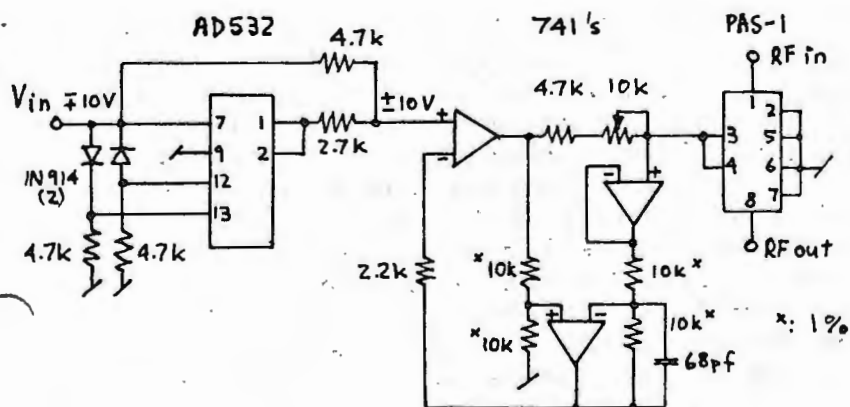 AD532
741's
PAS-1
4.7k
RF in
Vin
∓10V
±10V
4.7k
10k
+
-
7
9
12
13
1
2
2.7k
1N914
(2)
4.7k
4.7k
2.2k
*10k
*10k
+
-
-
+
10k*
10k*
68pf
1
2
3
4
5
6
7
8
RF out
*: 1%